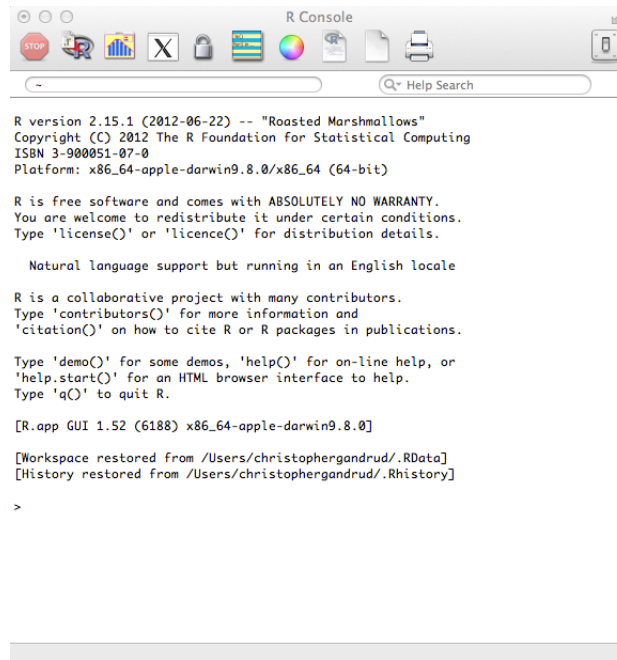 R Console
STOP
R
X
R
~
Help Search
R version 2.15.1 (2012-06-22) -- "Roasted Marshmallows"
Copyright (C) 2012 The R Foundation for Statistical Computing
ISBN 3-900051-07-0
Platform: x86_64-apple-darwin9.8.0/x86_64 (64-bit)
R is free software and comes with ABSOLUTELY NO WARRANTY.
You are welcome to redistribute it under certain conditions.
Type 'license()' or 'licence()' for distribution details.
Natural language support but running in an English locale
R is a collaborative project with many contributors.
Type 'contributors()' for more information and
'citation()' on how to cite R or R packages in publications.
Type 'demo()' for some demos, 'help()' for on-line help, or
'help.start()' for an HTML browser interface to help.
Type 'q()' to quit R.
[R.app GUI 1.52 (6188) x86_64-apple-darwin9.8.0]
[Workspace restored from /Users/christophergandrud/.RData]
[History restored from /Users/christophergandrud/.Rhistory]
>